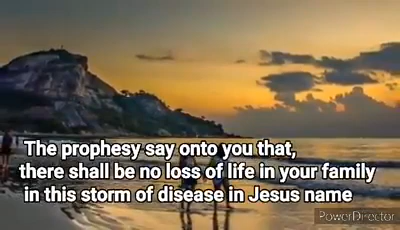 The prophesy say onto you that,
there shall be no loss of life in your family
in this storm of disease in Jesus name
PowerDirector